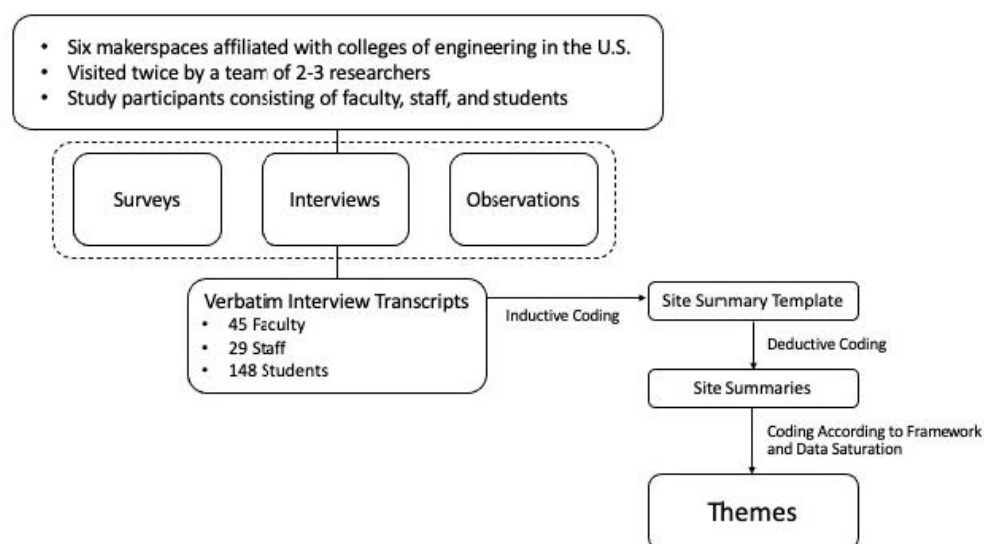 • Six makerspaces affiliated with colleges of engineering in the U.S.
• Visited twice by a team of 2-3 researchers
• Study participants consisting of faculty, staff, and students
Surveys
Interviews
Observations
Verbatim Interview Transcripts
• 45 Faculty
• 29 Staff
• 148 Students
Inductive Coding
Site Summary Template
Deductive Coding
Site Summaries
Coding According to Framework
and Data Saturation
Themes